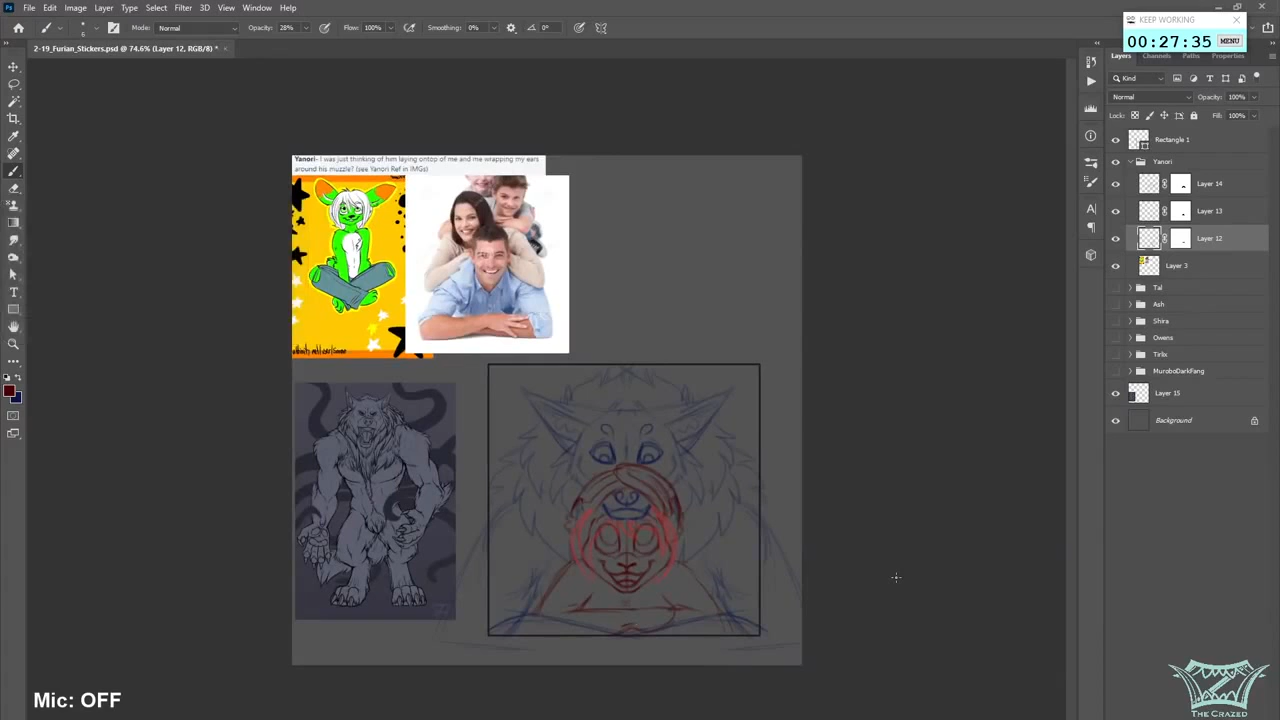 File Edit Image Layer Type Select Filter 3D View Window Help
KEEP WORKING
00:27:35 MENU
Mode: Normal Opacity: 28% Flow: 100% Smoothing: 0% 0°
2-19_Furian_Stickers.psd @ 74.6% (Layer 12, RGB/8) *
Layers Channels Paths Properties
Kind
Normal Opacity: 100%
Lock: Fill: 100%
Rectangle 1
Yanori
Layer 14
Layer 13
Layer 12
Layer 3
Tal
Ash
Shira
Owens
Tirlix
MuroboDarkFang
Layer 15
Background
Yanori- I was just thinking of him laying ontop of me and me wrapping my ears
around his muzzle? (see Yanori Ref in IMGs)
Mic: OFF
THE CRAZED